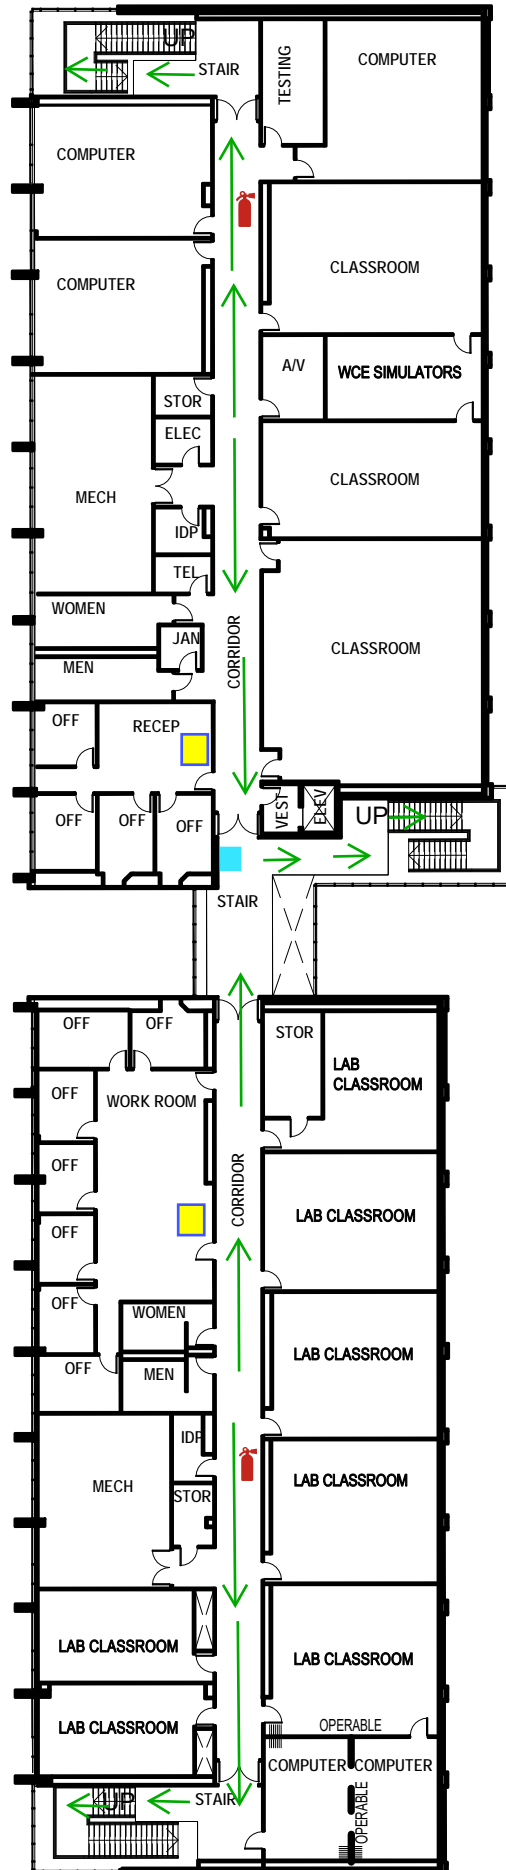 UP
STAIR
TESTING
COMPUTER
COMPUTER
CLASSROOM
COMPUTER
A/V
WCE SIMULATORS
STOR
ELEC
CLASSROOM
MECH
IDP
TEL
WOMEN
JAN
CORRIDOR
CLASSROOM
MEN
OFF
RECEP
VEST
ELEV
UP
OFF
OFF
OFF
STAIR
OFF
OFF
STOR
LAB
CLASSROOM
OFF
WORK ROOM
OFF
CORRIDOR
LAB CLASSROOM
OFF
OFF
WOMEN
LAB CLASSROOM
OFF
MEN
IDP
MECH
STOR
LAB CLASSROOM
LAB CLASSROOM
LAB CLASSROOM
LAB CLASSROOM
OPERABLE
COMPUTER
COMPUTER
OPERABLE
UP
STAIR